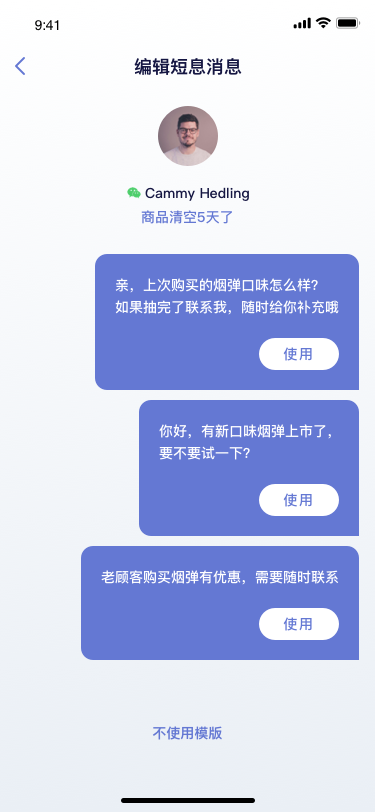 9:41
编辑短息消息
Cammy Hedling
商品清空5天了
亲，上次购买的烟弹口味怎么样？
如果抽完了联系我，随时给你补充哦
使用
你好，有新口味烟弹上市了，
要不要试一下？
使用
老顾客购买烟弹有优惠，需要随时联系
使用
不使用模版